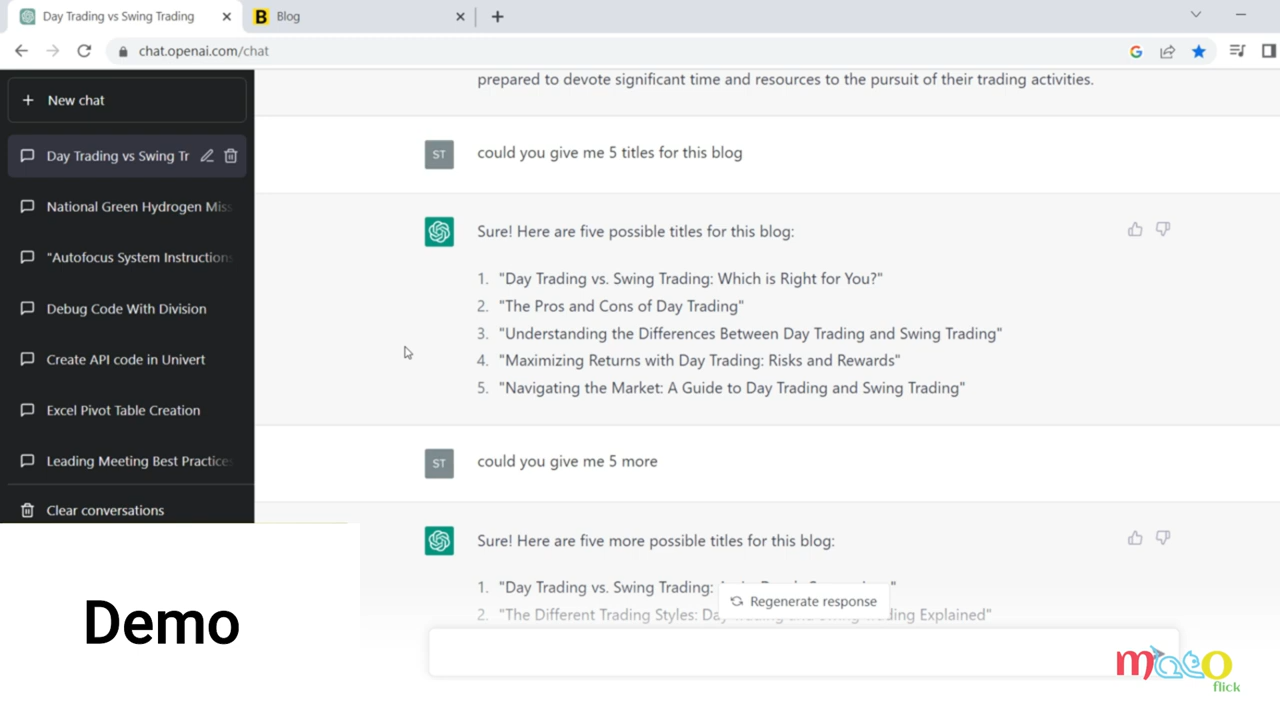 Day Trading vs Swing Trading
B Blog
chat.openai.com/chat
New chat
Day Trading vs Swing Tr
National Green Hydrogen Miss
"Autofocus System Instructions
Debug Code With Division
Create API code in Univert
Excel Pivot Table Creation
Leading Meeting Best Practices
Clear conversations
prepared to devote significant time and resources to the pursuit of their trading activities.
ST could you give me 5 titles for this blog
Sure! Here are five possible titles for this blog:
1. "Day Trading vs. Swing Trading: Which is Right for You?"
2. "The Pros and Cons of Day Trading"
3. "Understanding the Differences Between Day Trading and Swing Trading"
4. "Maximizing Returns with Day Trading: Risks and Rewards"
5. "Navigating the Market: A Guide to Day Trading and Swing Trading"
ST could you give me 5 more
Sure! Here are five more possible titles for this blog:
1. "Day Trading vs. Swing Trading: "
2. "The Different Trading Styles: Day Trading and Swing Trading Explained"
Regenerate response
Demo
flick